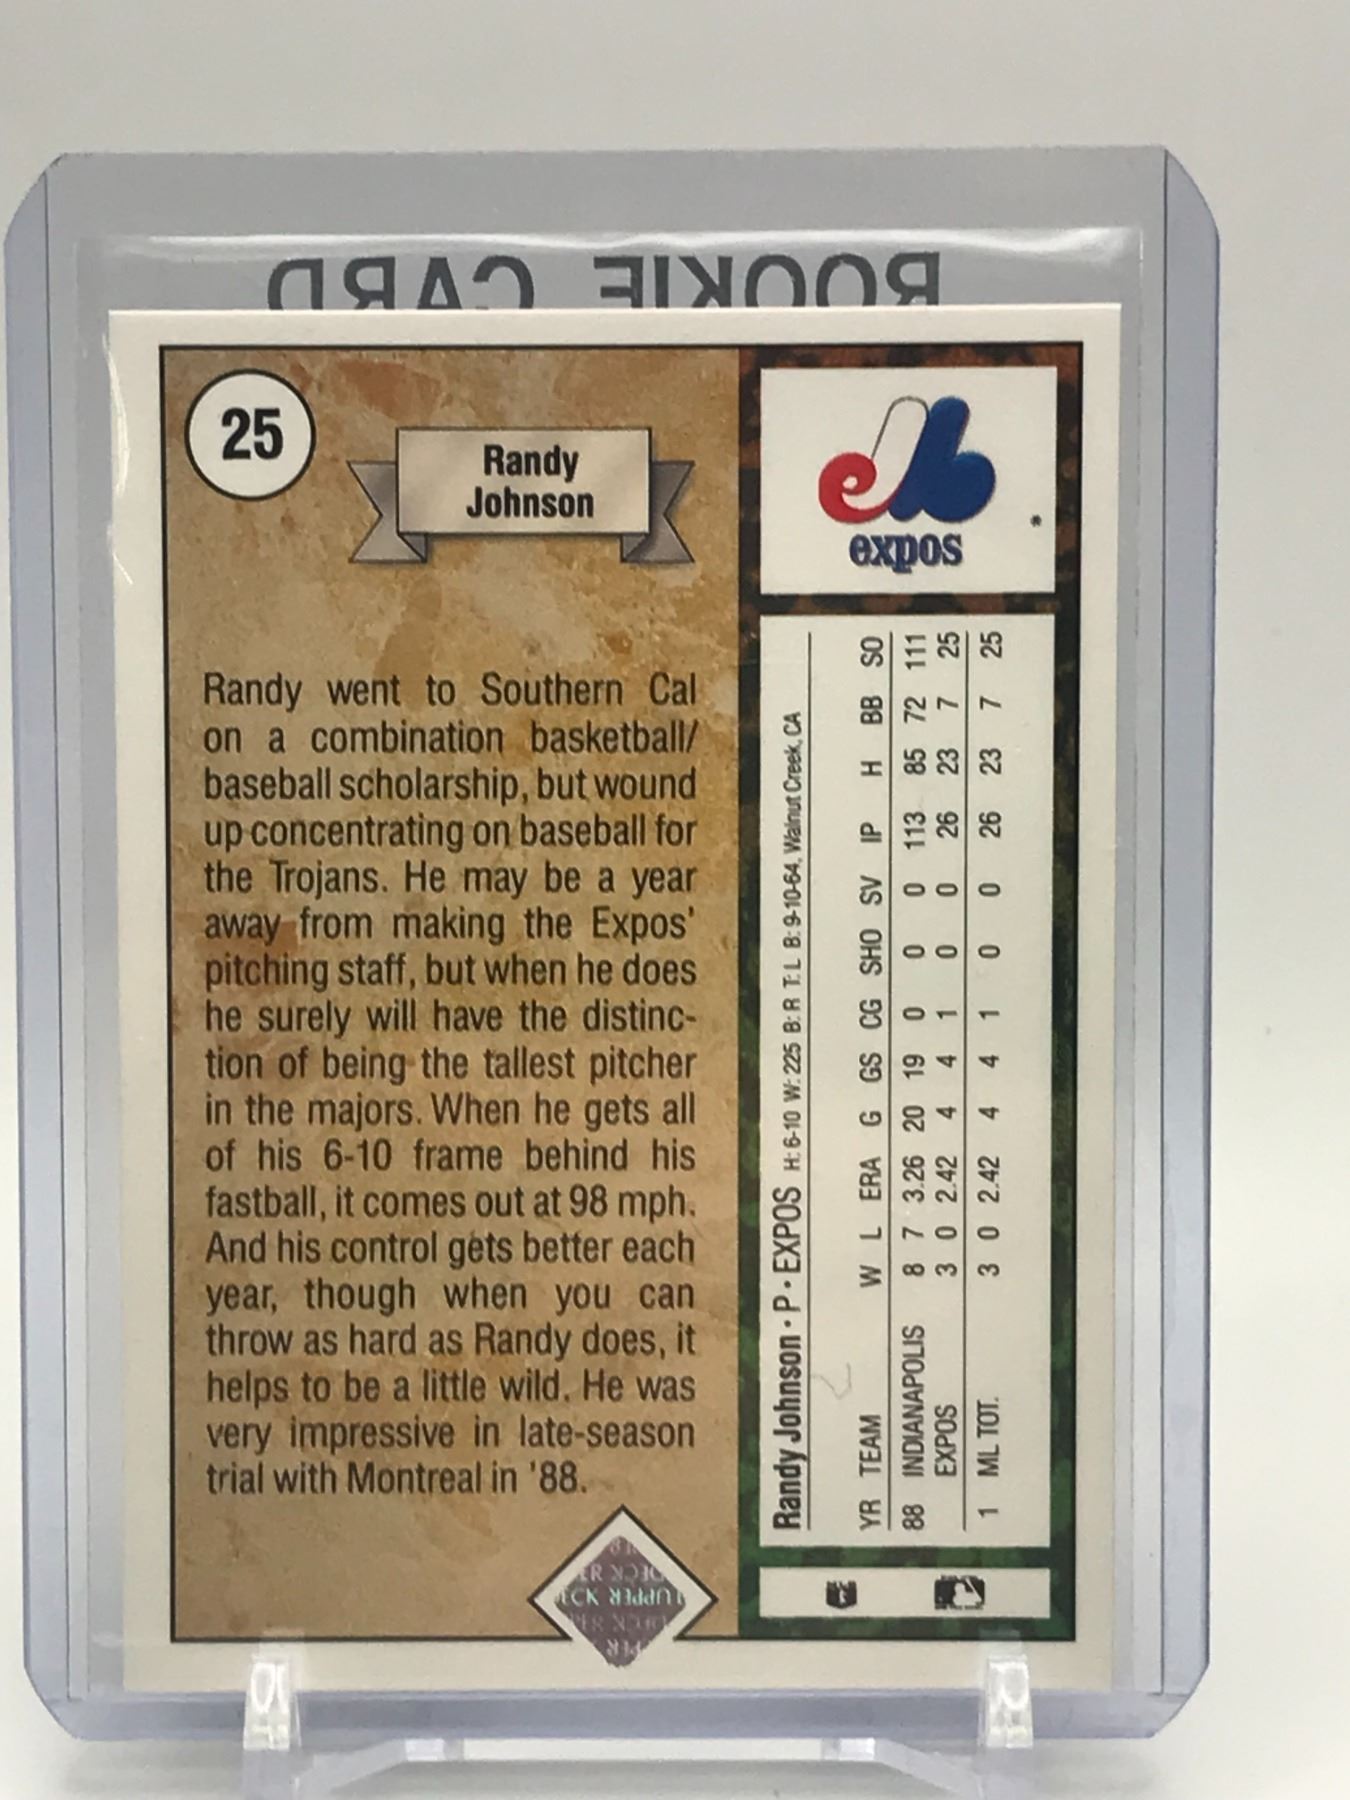 ROOKIE CARD
25
Randy
Johnson
expos
Randy went to Southern Cal
on a combination basketball/
baseball scholarship, but wound
up concentrating on baseball for
the Trojans. He may be a year
away from making the Expos'
pitching staff, but when he does
he surely will have the distinc-
tion of being the tallest pitcher
in the majors. When he gets all
of his 6-10 frame behind his
fastball, it comes out at 98 mph.
And his control gets better each
year, though when you can
throw as hard as Randy does, it
helps to be a little wild. He was
very impressive in late-season
trial with Montreal in '88.
Randy Johnson • P • EXPOS H: 6-10 W: 225 B: R T: L B: 9-10-64, Walnut Creek, CA
YR TEAM W L ERA G GS CG SHO SV IP H BB SO
88 INDIANAPOLIS 8 7 3.26 20 19 0 0 0 113 85 72 111
EXPOS 3 0 2.42 4 4 1 0 0 26 23 7 25
1 ML TOT. 3 0 2.42 4 4 1 0 0 26 23 7 25
UPPER DECK